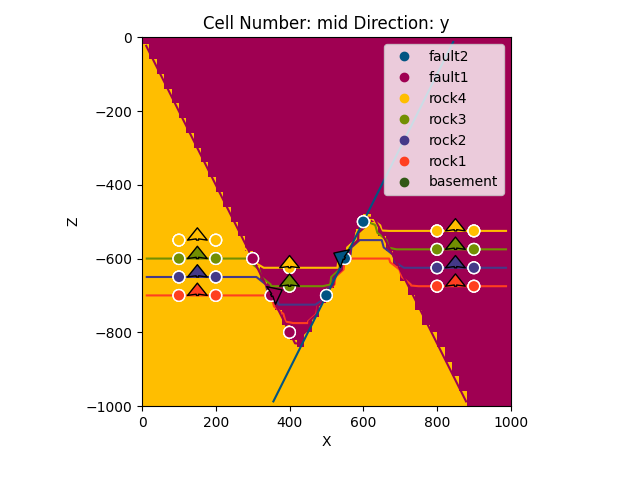 Cell Number: mid Direction: y
0
−200
−400
−600
−800
−1000
Z
0
200
400
600
800
1000
X
fault2
fault1
rock4
rock3
rock2
rock1
basement